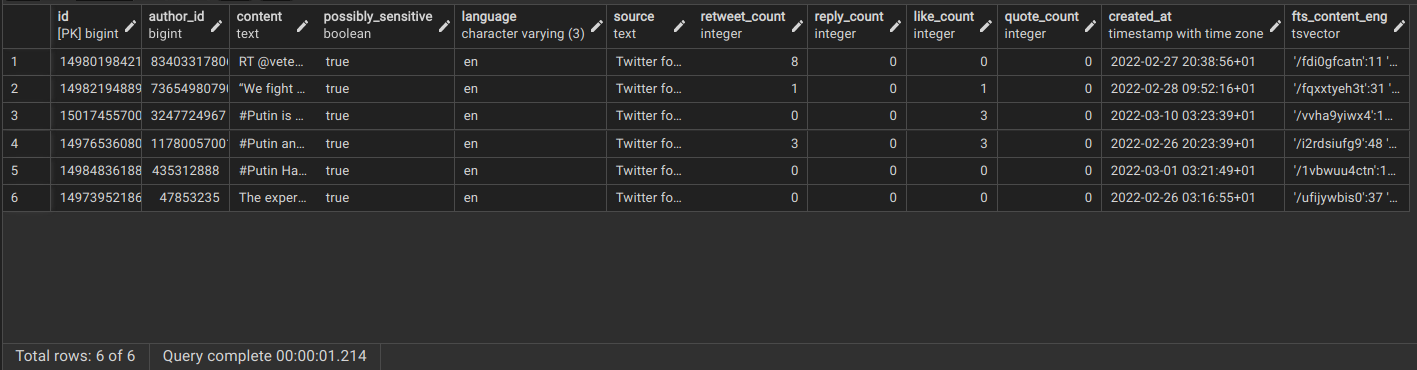 id author_id content possibly_sensitive language source retweet_count reply_count like_count quote_count created_at fts_content_eng
[PK] bigint bigint text boolean character varying (3) text integer integer integer integer timestamp with time zone tsvector
1 14980198421 83403317806 RT @vete... true en Twitter fo... 8 0 0 0 2022-02-27 20:38:56+01 '/fdi0gfcatn':11 '...
2 14982194889 73654980790 “We fight ... true en Twitter fo... 1 0 1 0 2022-02-28 09:52:16+01 '/fqxxtyeh3t':31 '...
3 15017455700 3247724967 #Putin is ... true en Twitter fo... 0 0 3 0 2022-03-10 03:23:39+01 '/vvha9yiwx4':1...
4 14976536080 11780057001 #Putin an... true en Twitter fo... 3 0 3 0 2022-02-26 20:23:39+01 '/i2rdsiufg9':48 '...
5 14984836188 435312888 #Putin Ha... true en Twitter fo... 0 0 0 0 2022-03-01 03:21:49+01 '/1vbwuu4ctn':1...
6 14973952186 47853235 The exper... true en Twitter fo... 0 0 0 0 2022-02-26 03:16:55+01 '/ufijywbis0':37 '...
Total rows: 6 of 6 Query complete 00:00:01.214